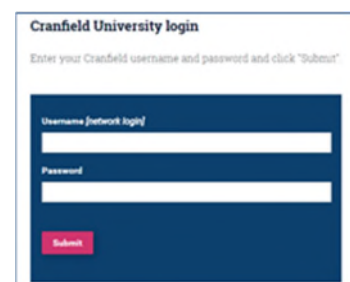 Cranfield University login
Enter your Cranfield username and password and click "Submit".
Username [network login]
Password
Submit